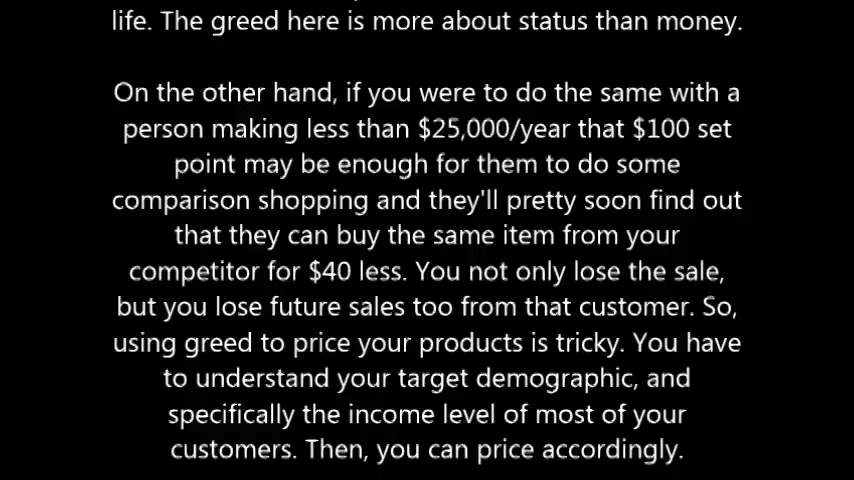 life. The greed here is more about status than money.
On the other hand, if you were to do the same with a
person making less than $25,000/year that $100 set
point may be enough for them to do some
comparison shopping and they'll pretty soon find out
that they can buy the same item from your
competitor for $40 less. You not only lose the sale,
but you lose future sales too from that customer. So,
using greed to price your products is tricky. You have
to understand your target demographic, and
specifically the income level of most of your
customers. Then, you can price accordingly.